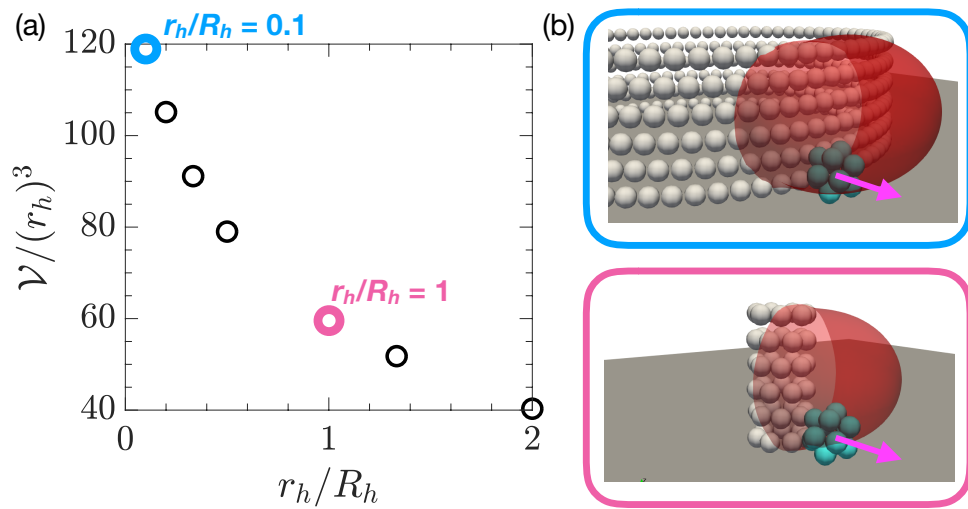 (a)
(b)
r_h/R_h = 0.1
120
100
80
60
40
𝒱/(r_h)^3
r_h/R_h = 1
0
1
2
r_h/R_h